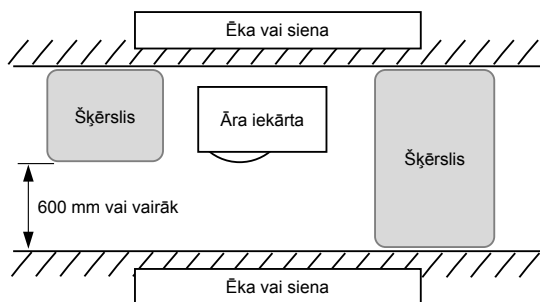 Ēka vai siena
Šķērslis
Āra iekārta
Šķērslis
600 mm vai vairāk
Ēka vai siena